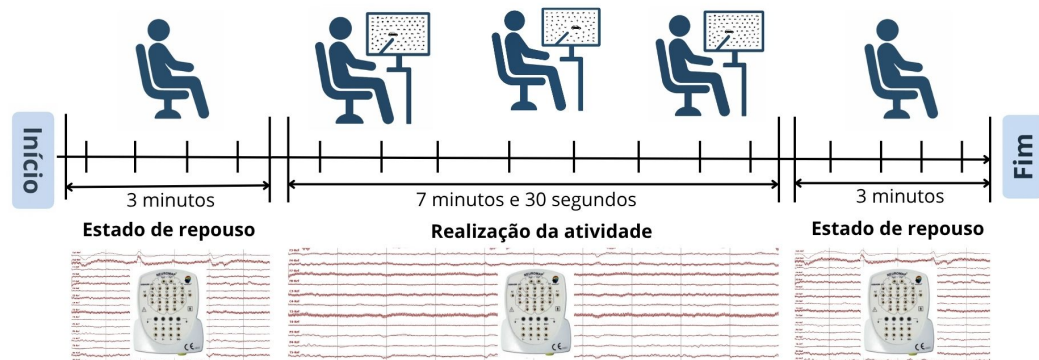 Início
3 minutos
7 minutos e 30 segundos
3 minutos
Fim
Estado de repouso
Realização da atividade
Estado de repouso